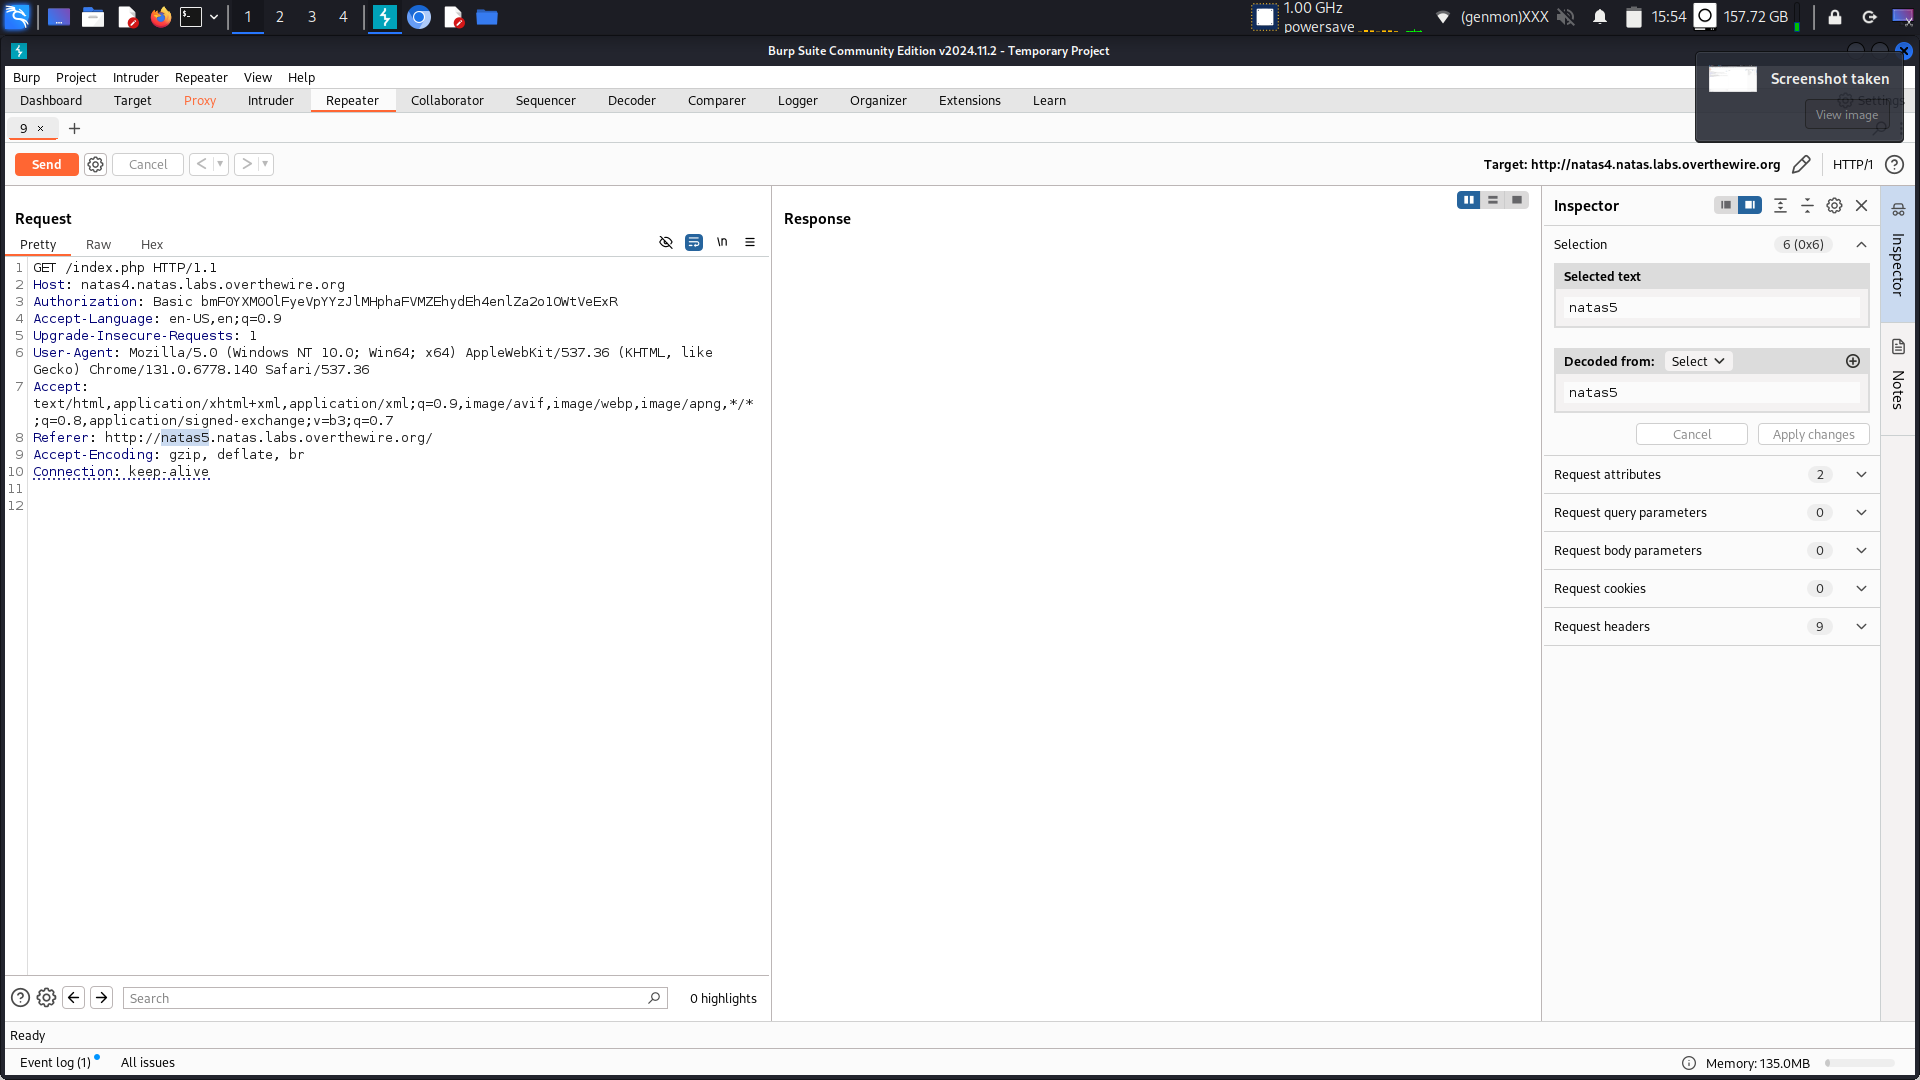 1 2 3 4
1.00 GHz
powersave
(genmon)XXX
15:54
157.72 GB
Burp Suite Community Edition v2024.11.2 - Temporary Project
Burp Project Intruder Repeater View Help
Screenshot taken
View image
Dashboard Target Proxy Intruder Repeater Collaborator Sequencer Decoder Comparer Logger Organizer Extensions Learn
Settings
9 × +
Send Cancel < >
Target: http://natas4.natas.labs.overthewire.org
HTTP/1
Request
Pretty Raw Hex
\n
1 GET /index.php HTTP/1.1
2 Host: natas4.natas.labs.overthewire.org
3 Authorization: Basic bmF0YXM0OlFyeVpYYzJlMHphaFVMZEhydEh4enlZa2o1OWtVeExR
4 Accept-Language: en-US,en;q=0.9
5 Upgrade-Insecure-Requests: 1
6 User-Agent: Mozilla/5.0 (Windows NT 10.0; Win64; x64) AppleWebKit/537.36 (KHTML, like
Gecko) Chrome/131.0.6778.140 Safari/537.36
7 Accept:
text/html,application/xhtml+xml,application/xml;q=0.9,image/avif,image/webp,image/apng,*/*
;q=0.8,application/signed-exchange;v=b3;q=0.7
8 Referer: http://natas5.natas.labs.overthewire.org/
9 Accept-Encoding: gzip, deflate, br
10 Connection: keep-alive
11
12
Search
0 highlights
Response
Inspector
Selection 6 (0x6)
Selected text
natas5
Decoded from: Select
natas5
Cancel Apply changes
Request attributes 2
Request query parameters 0
Request body parameters 0
Request cookies 0
Request headers 9
Inspector
Notes
Ready
Event log (1) All issues
Memory: 135.0MB